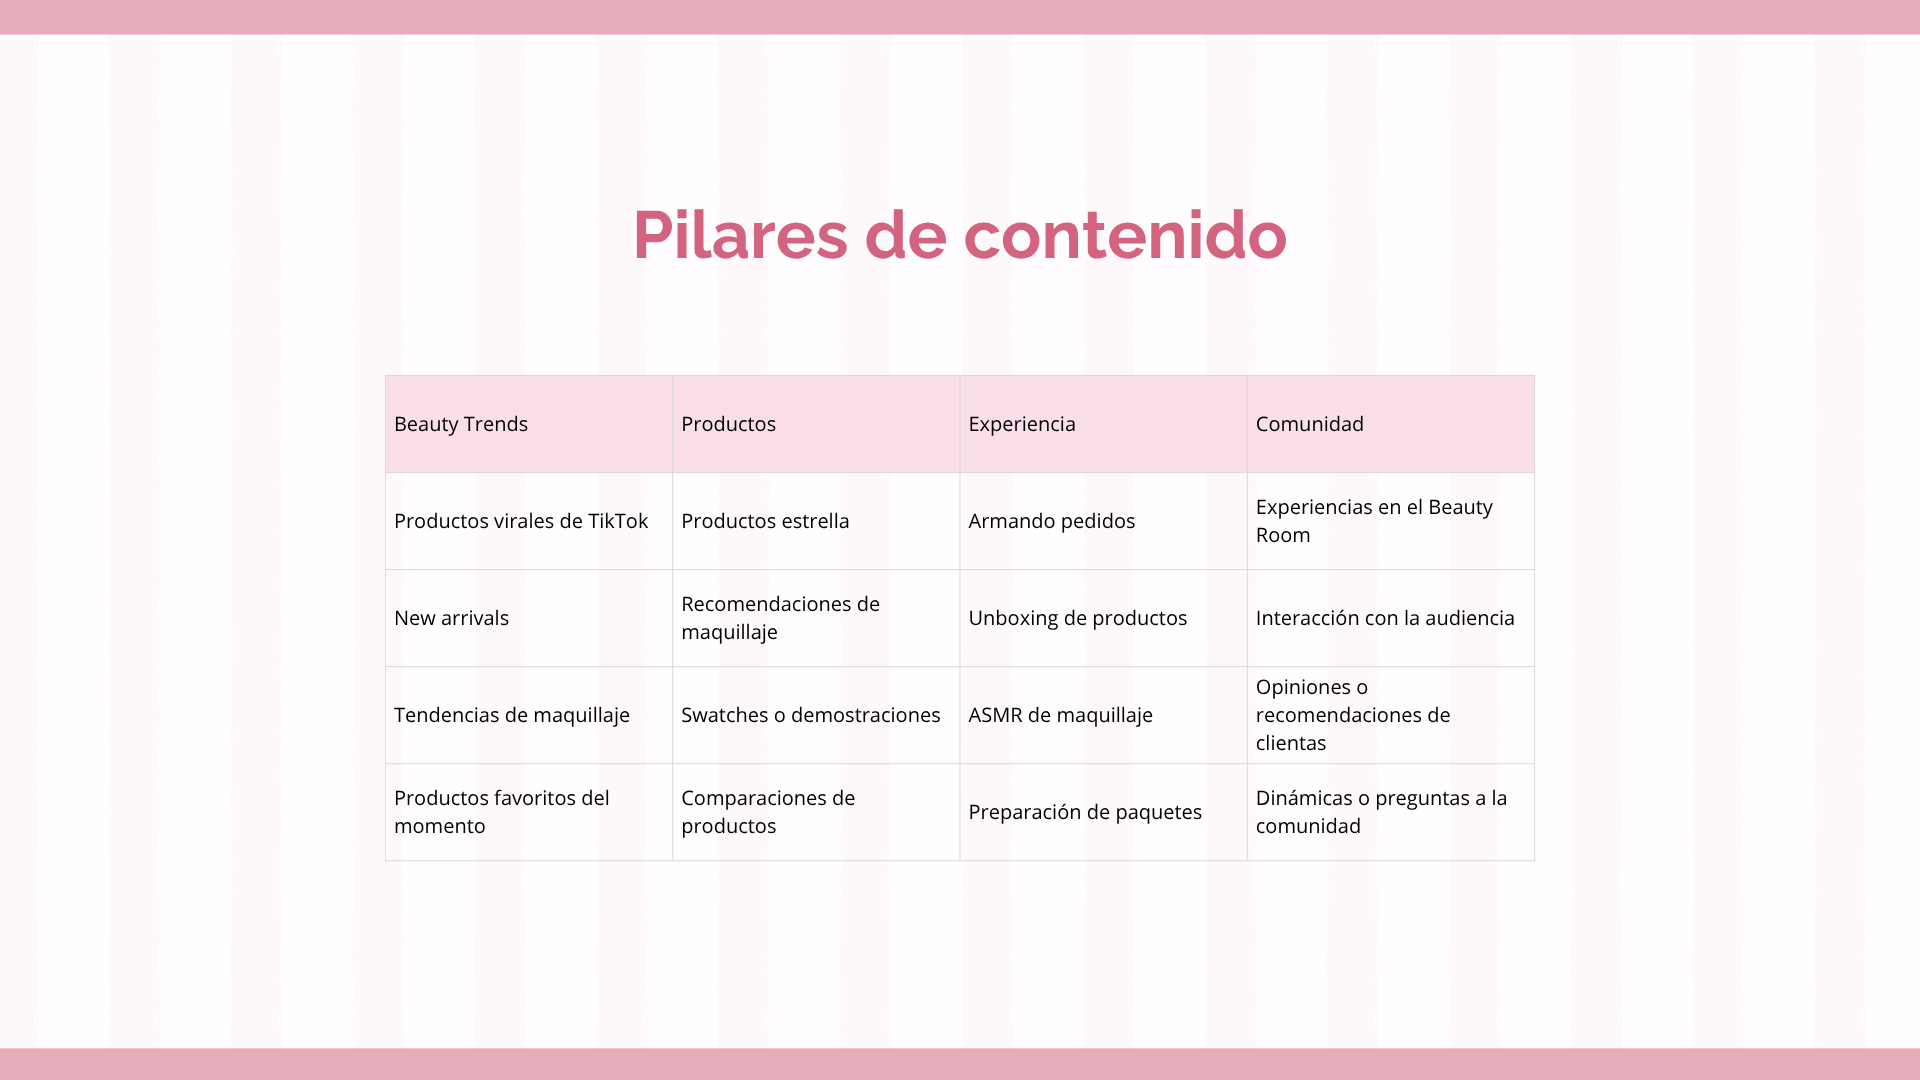 Pilares de contenido
Beauty Trends
Productos
Experiencia
Comunidad
Productos virales de TikTok
Productos estrella
Armando pedidos
Experiencias en el Beauty
Room
New arrivals
Recomendaciones de
maquillaje
Unboxing de productos
Interacción con la audiencia
Tendencias de maquillaje
Swatches o demostraciones
ASMR de maquillaje
Opiniones o
recomendaciones de
clientas
Productos favoritos del
momento
Comparaciones de
productos
Preparación de paquetes
Dinámicas o preguntas a la
comunidad